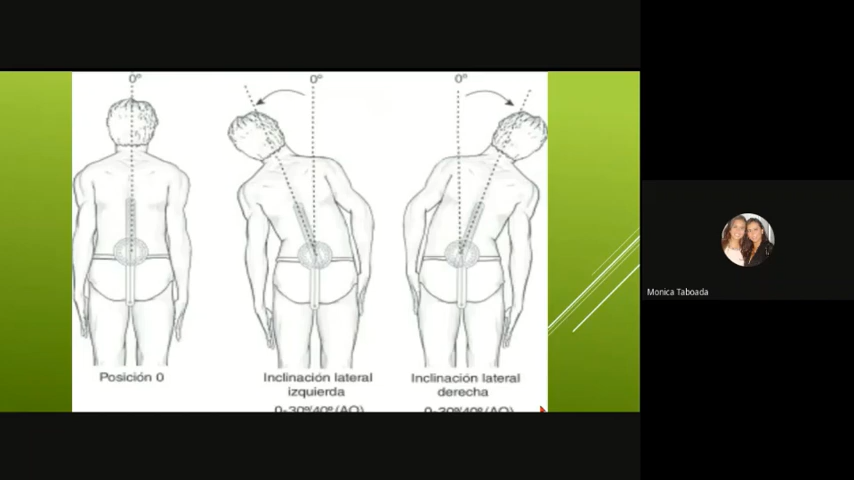 0°
0°
0°
Posición 0
Inclinación lateral
izquierda
Inclinación lateral
derecha
Monica Taboada